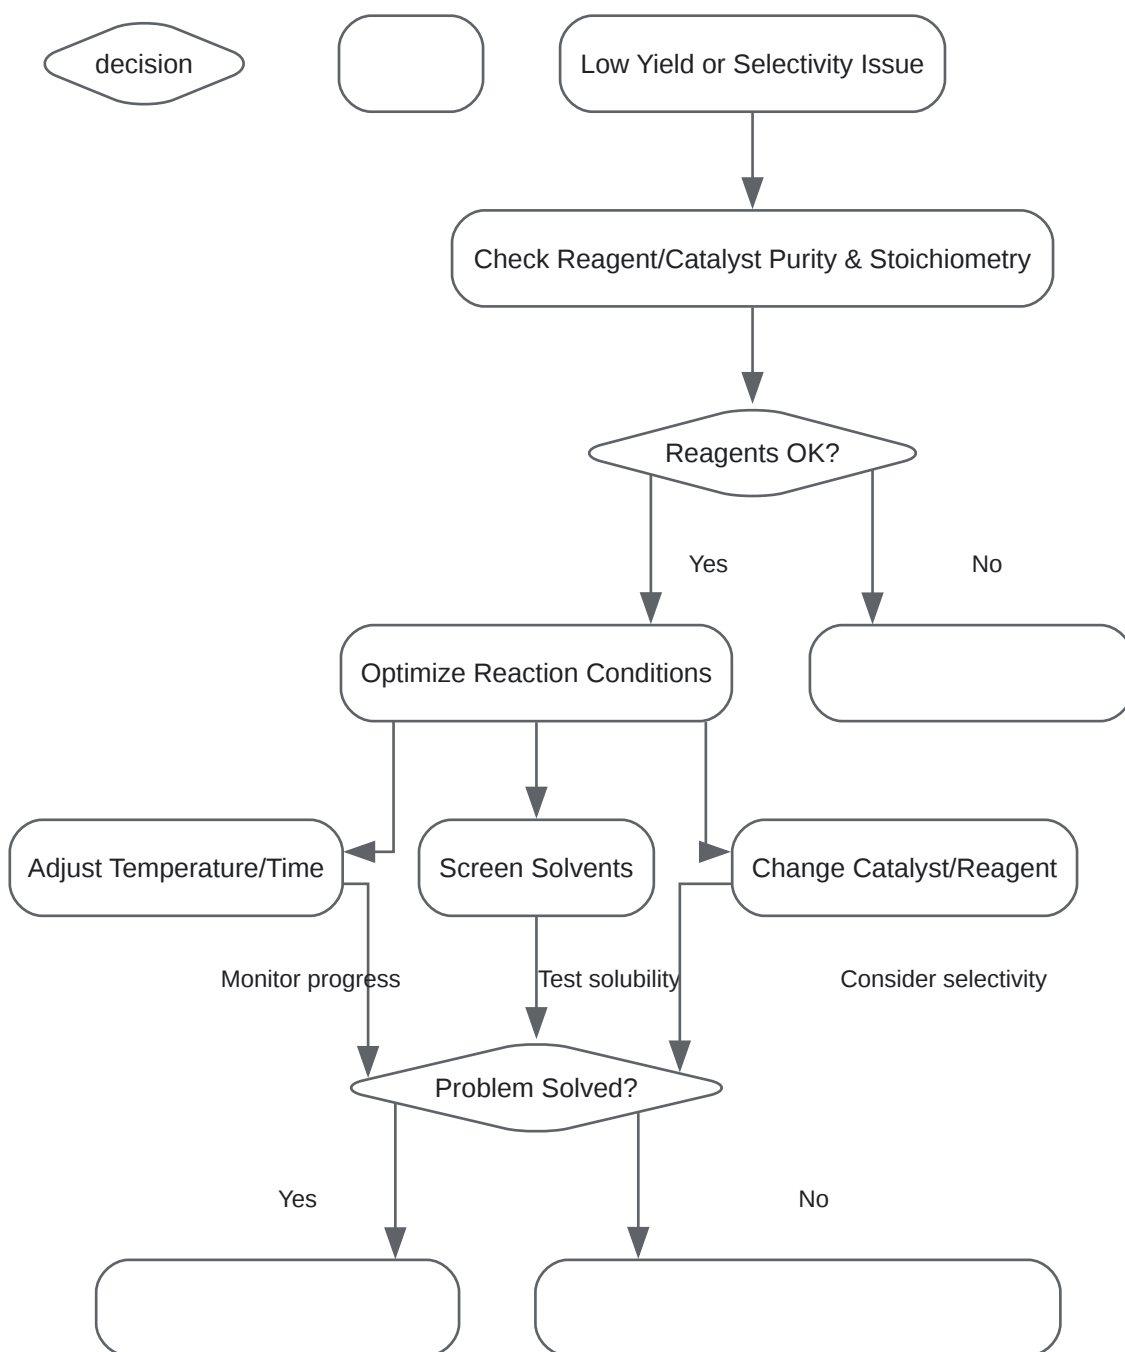 decision
Low Yield or Selectivity Issue
Check Reagent/Catalyst Purity & Stoichiometry
Reagents OK?
Yes
No
Optimize Reaction Conditions
Adjust Temperature/Time
Screen Solvents
Change Catalyst/Reagent
Monitor progress
Test solubility
Consider selectivity
Problem Solved?
Yes
No